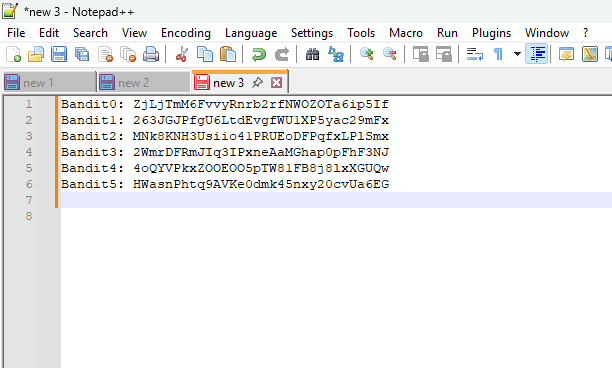 *new 3 - Notepad++
File Edit Search View Encoding Language Settings Tools Macro Run Plugins Window ?
new 1 new 2 new 3
1 Bandit0: ZjLjTmM6FvvyRnrb2rfNWOZOTa6ip5If
2 Bandit1: 263JGJPfgU6LtdEvgfWU1XP5yac29mFx
3 Bandit2: MNk8KNH3Usiio41PRUEoDFPqfxLPlSmx
4 Bandit3: 2WmrDFRmJIq3IPxneAaMGhap0pFhF3NJ
5 Bandit4: 4oQYVPkxZOOEOO5pTW81FB8j8lxXGUQw
6 Bandit5: HWasnPhtq9AVKe0dmk45nxy20cvUa6EG
7
8